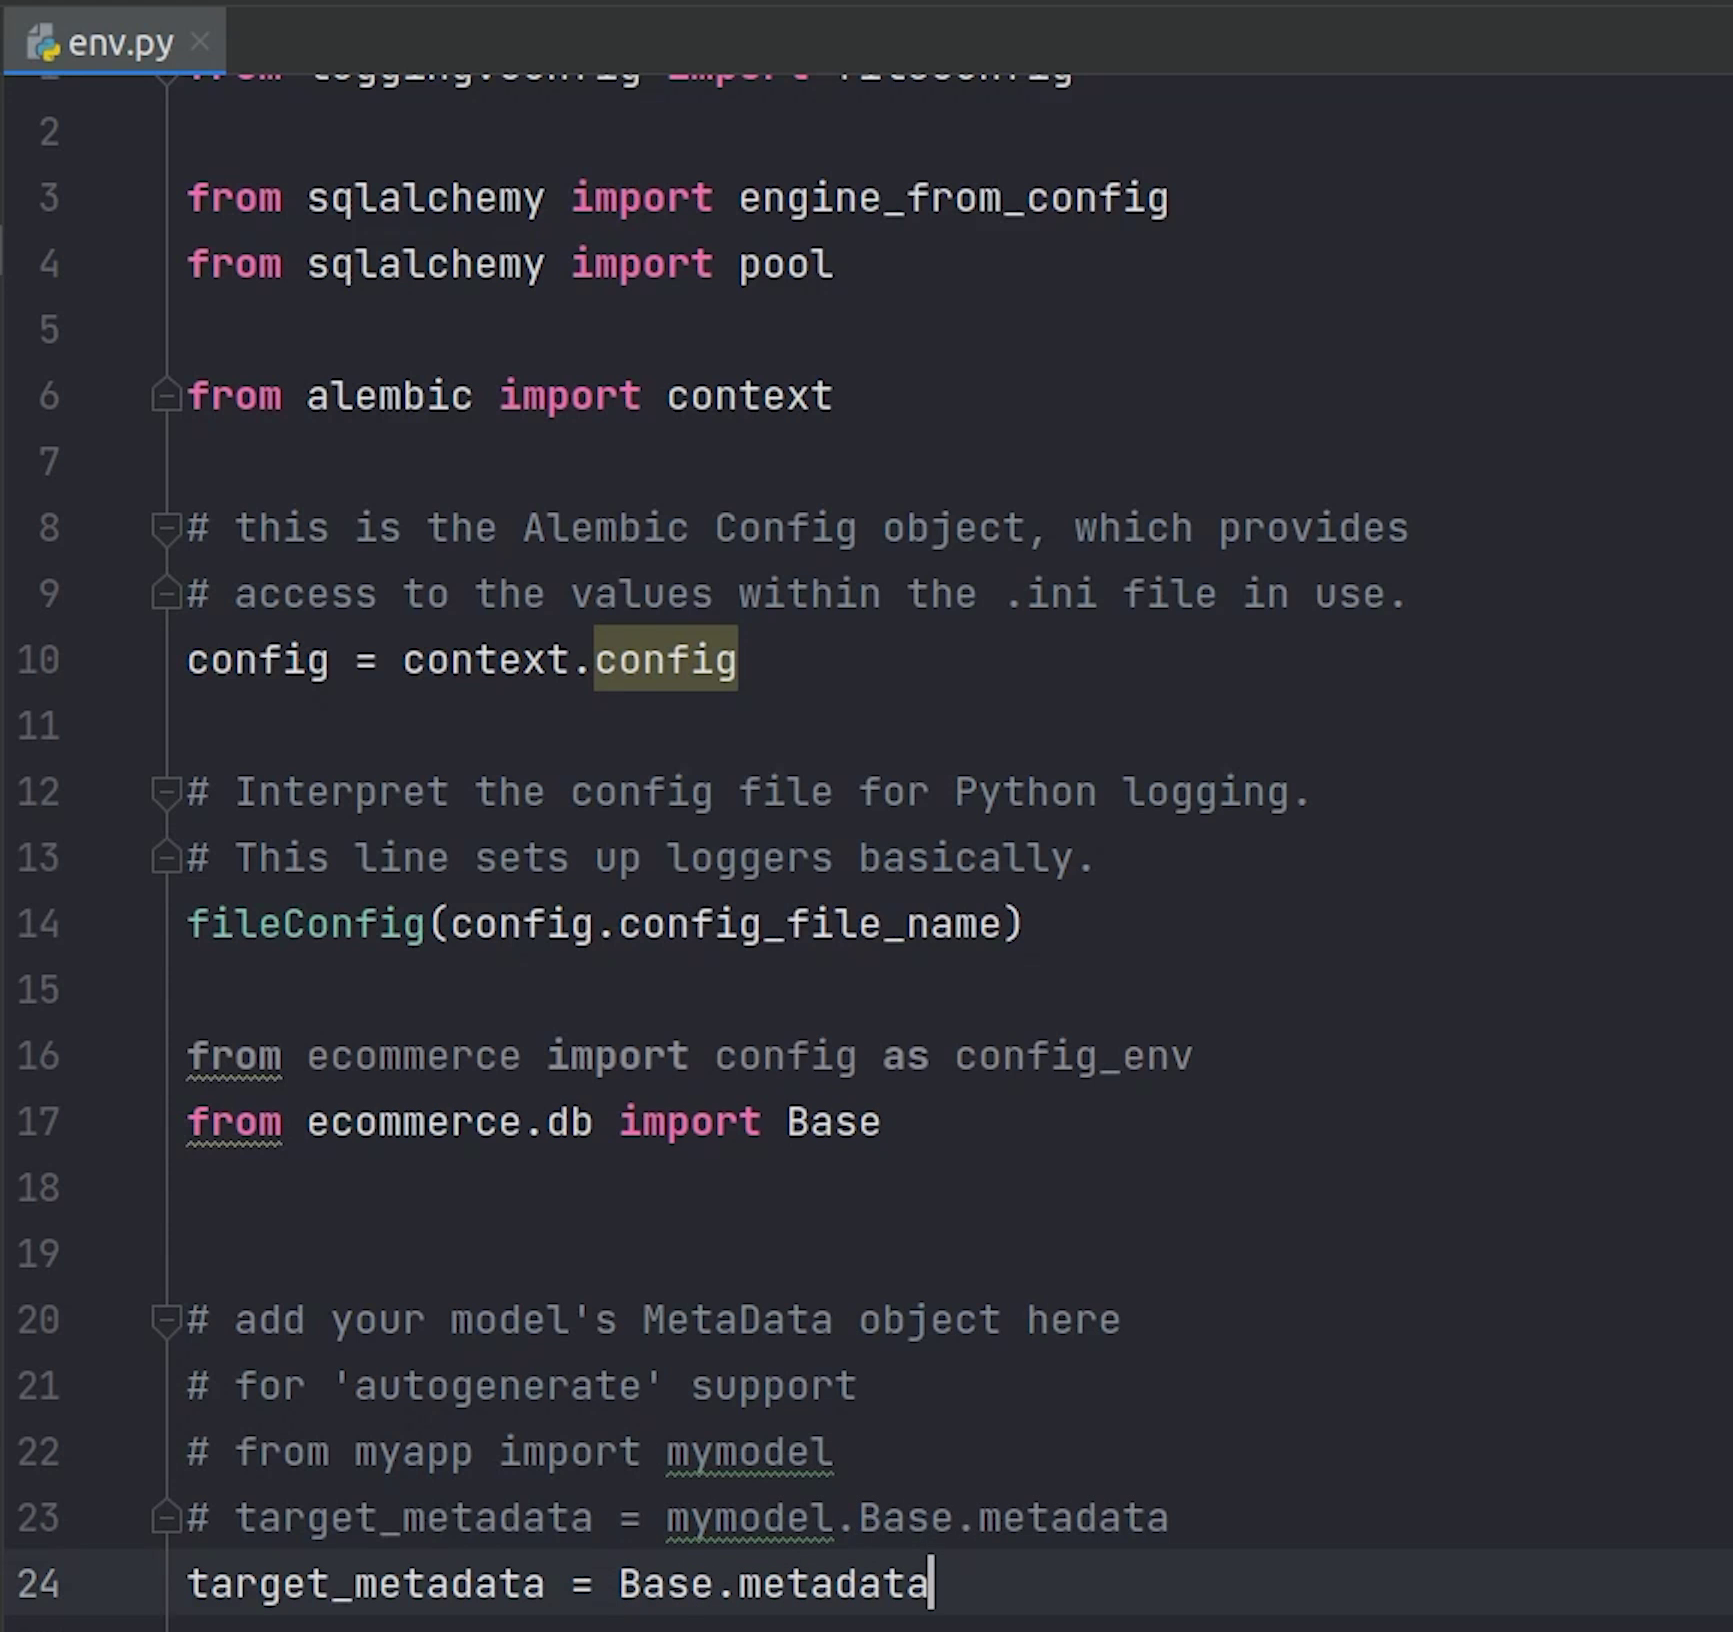 env.py
from logging.config import fileConfig
2
3 from sqlalchemy import engine_from_config
4 from sqlalchemy import pool
5
6 from alembic import context
7
8 # this is the Alembic Config object, which provides
9 # access to the values within the .ini file in use.
10 config = context.config
11
12 # Interpret the config file for Python logging.
13 # This line sets up loggers basically.
14 fileConfig(config.config_file_name)
15
16 from ecommerce import config as config_env
17 from ecommerce.db import Base
18
19
20 # add your model's MetaData object here
21 # for 'autogenerate' support
22 # from myapp import mymodel
23 # target_metadata = mymodel.Base.metadata
24 target_metadata = Base.metadata